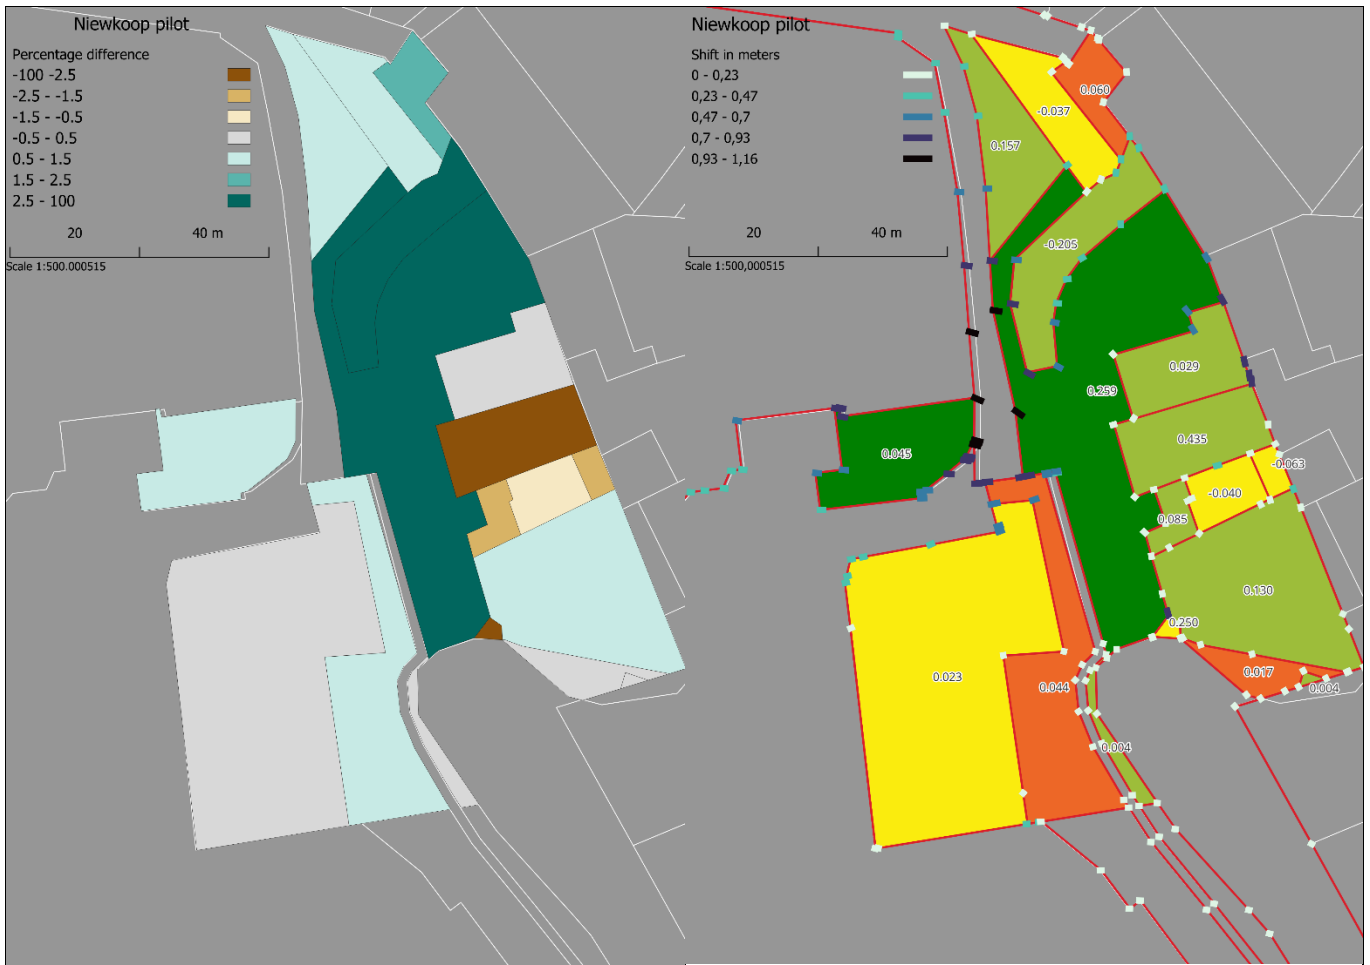 Niewkoop pilot
Percentage difference
-100 -2.5
-2.5 - -1.5
-1.5 - -0.5
-0.5 - 0.5
0.5 - 1.5
1.5 - 2.5
2.5 - 100
20 40 m
Scale 1:500.000515
Niewkoop pilot
Shift in meters
0 - 0,23
0,23 - 0,47
0,47 - 0,7
0,7 - 0,93
0,93 - 1,16
20 40 m
Scale 1:500,000515
0.060
-0.037
0.157
-0.205
0.029
0.259
0.435
0.045
-0.063
-0.040
0.085
0.130
0.250
0.017
0.023
0.044
0.004
0.004